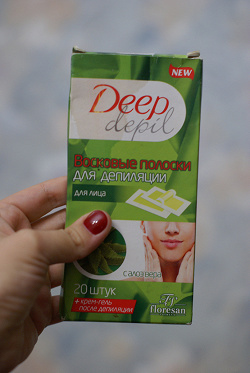 NEW
Deep
depil
Восковые полоски
для депиляции
для лица
с алоэ вера
20 штук
+ крем-гель
после депиляции
Floresan